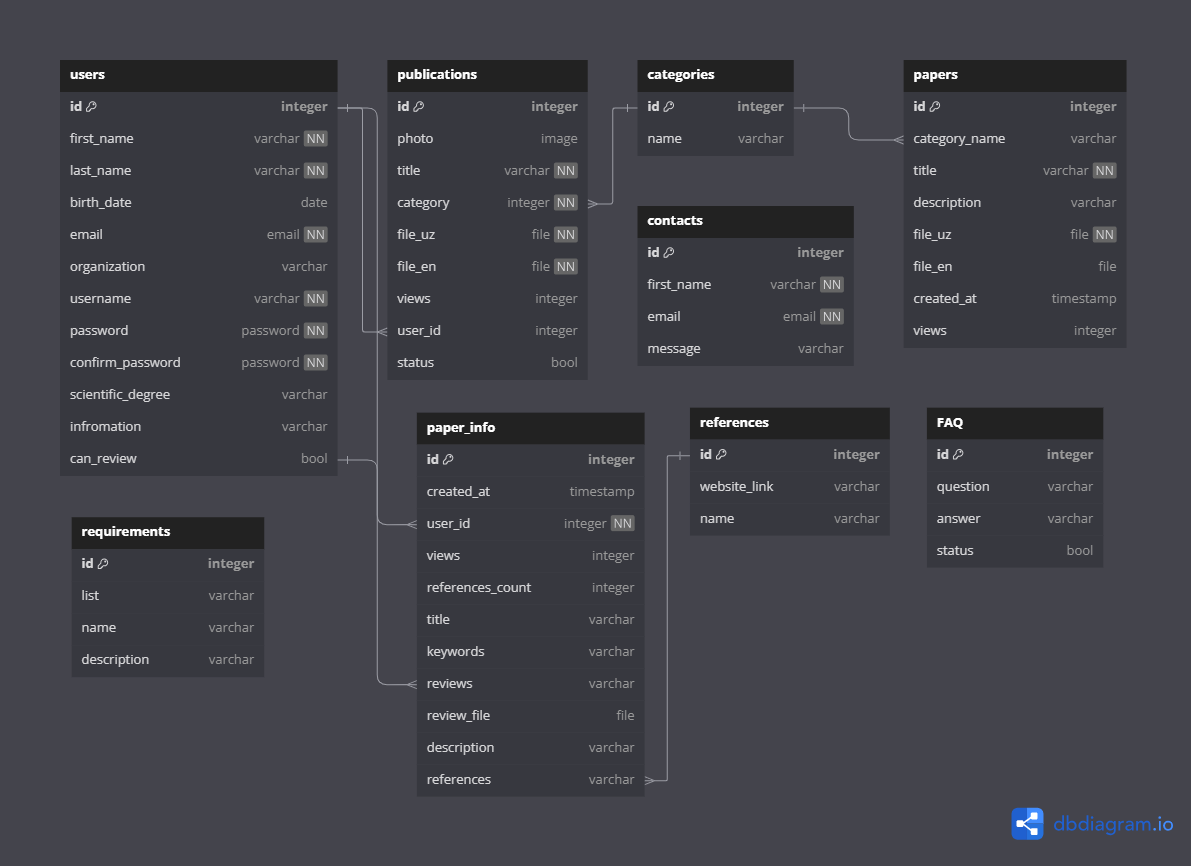 users
id integer
first_name varchar NN
last_name varchar NN
birth_date date
email email NN
organization varchar
username varchar NN
password password NN
confirm_password password NN
scientific_degree varchar
infromation varchar
can_review bool
publications
id integer
photo image
title varchar NN
category integer NN
file_uz file NN
file_en file NN
views integer
user_id integer
status bool
categories
id integer
name varchar
papers
id integer
category_name varchar
title varchar NN
description varchar
file_uz file NN
file_en file
created_at timestamp
views integer
contacts
id integer
first_name varchar NN
email email NN
message varchar
paper_info
id integer
created_at timestamp
user_id integer NN
views integer
references_count integer
title varchar
keywords varchar
reviews varchar
review_file file
description varchar
references varchar
references
id integer
website_link varchar
name varchar
FAQ
id integer
question varchar
answer varchar
status bool
requirements
id integer
list varchar
name varchar
description varchar
dbdiagram.io